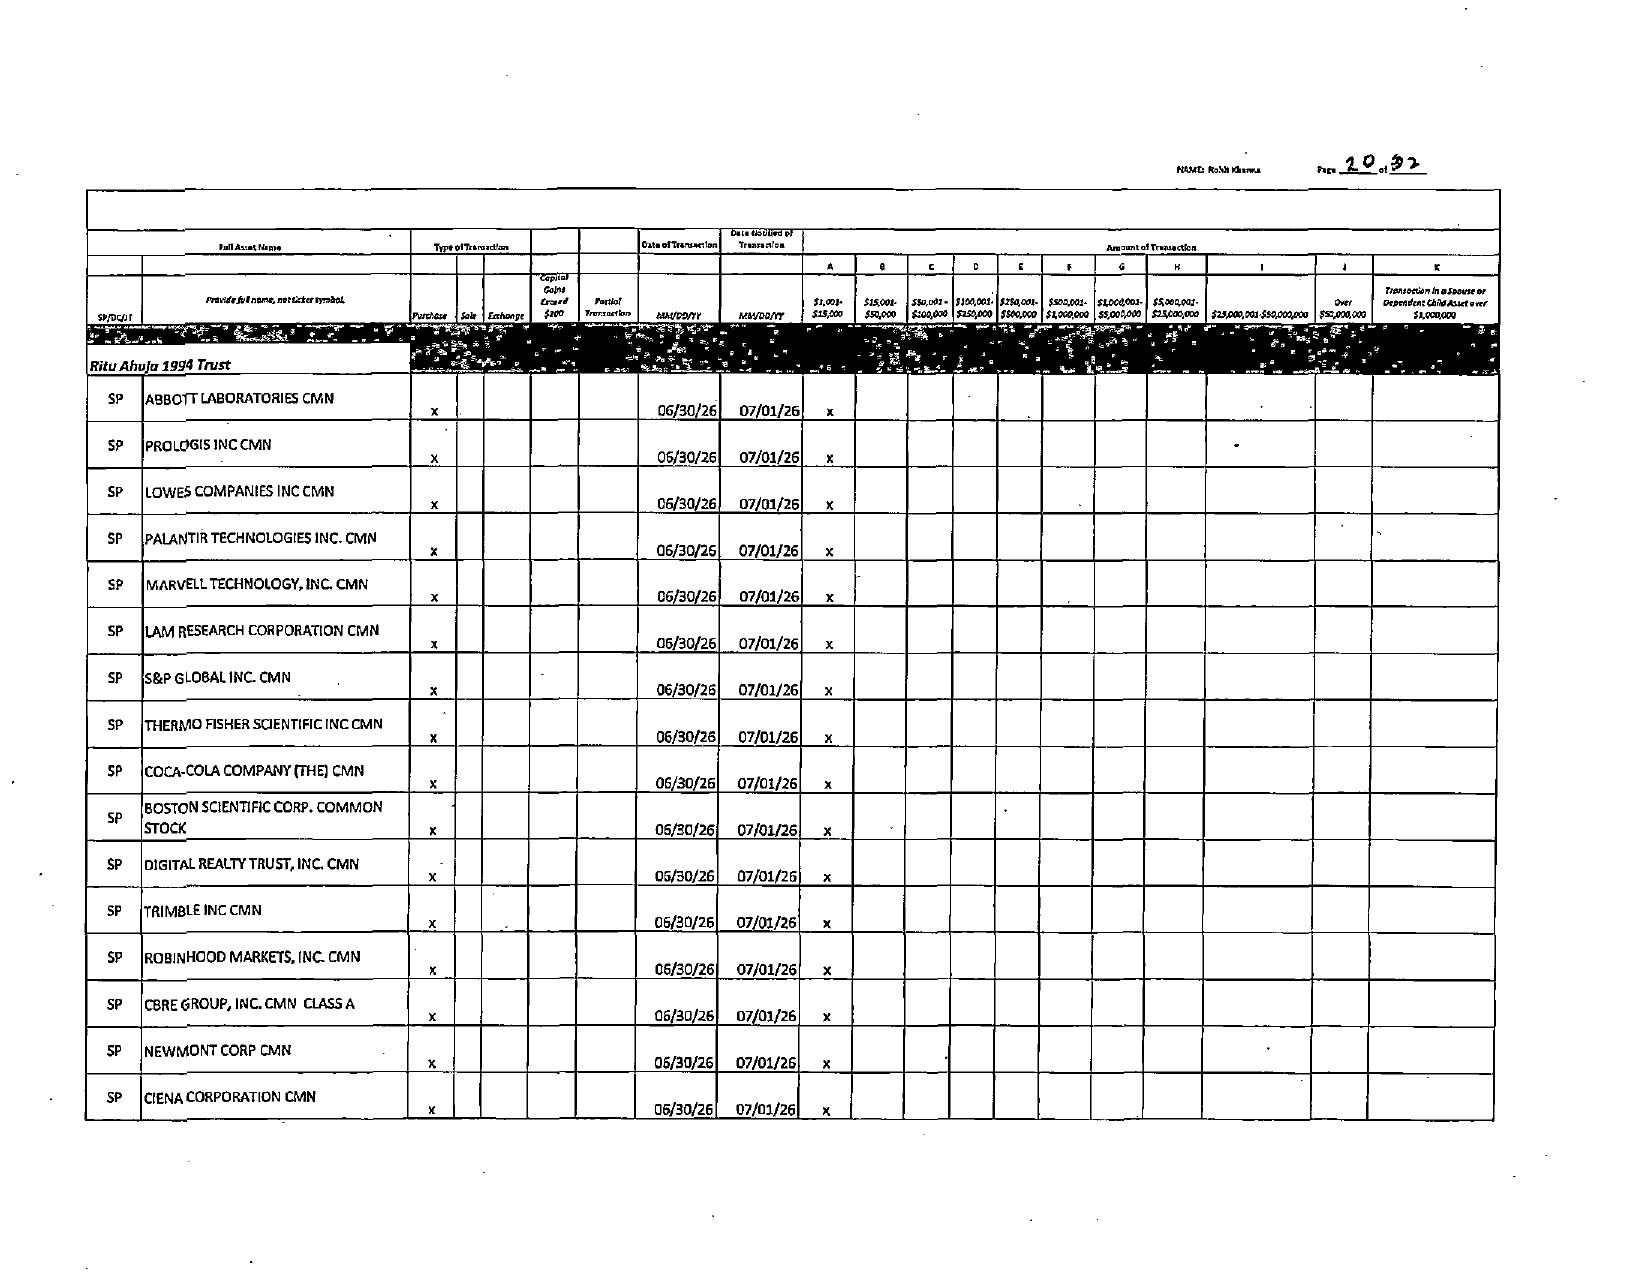 NAME: Rohit Khanna Page 20 of 32
Full Asset Name Type of Transaction Date of Transaction Date Notified of Transaction Amount of Transaction
A B C D E F G H I J K
SP/DC/JT Provide full name, not ticker symbol. Purchase Sale Exchange Capital Gains Exceed $200 Partial Transaction MM/DD/YY MM/DD/YY $1,001-$15,000 $15,001-$50,000 $50,001-$100,000 $100,001-$250,000 $250,001-$500,000 $500,001-$1,000,000 $1,000,001-$5,000,000 $5,000,001-$25,000,000 $25,000,001-$50,000,000 Over $50,000,000 Transaction in a Spouse or Dependent Child Asset over $1,000,000
Ritu Ahuja 1994 Trust
SP ABBOTT LABORATORIES CMN x 06/30/26 07/01/26 x
SP PROLOGIS INC CMN x 06/30/26 07/01/26 x
SP LOWES COMPANIES INC CMN x 06/30/26 07/01/26 x
SP PALANTIR TECHNOLOGIES INC. CMN x 06/30/26 07/01/26 x
SP MARVELL TECHNOLOGY, INC. CMN x 06/30/26 07/01/26 x
SP LAM RESEARCH CORPORATION CMN x 06/30/26 07/01/26 x
SP S&P GLOBAL INC. CMN x 06/30/26 07/01/26 x
SP THERMO FISHER SCIENTIFIC INC CMN x 06/30/26 07/01/26 x
SP COCA-COLA COMPANY (THE) CMN x 06/30/26 07/01/26 x
SP BOSTON SCIENTIFIC CORP. COMMON
STOCK x 06/30/26 07/01/26 x
SP DIGITAL REALTY TRUST, INC. CMN x 06/30/26 07/01/26 x
SP TRIMBLE INC CMN x 06/30/26 07/01/26 x
SP ROBINHOOD MARKETS, INC. CMN x 06/30/26 07/01/26 x
SP CBRE GROUP, INC. CMN CLASS A x 06/30/26 07/01/26 x
SP NEWMONT CORP CMN x 06/30/26 07/01/26 x
SP CIENA CORPORATION CMN x 06/30/26 07/01/26 x